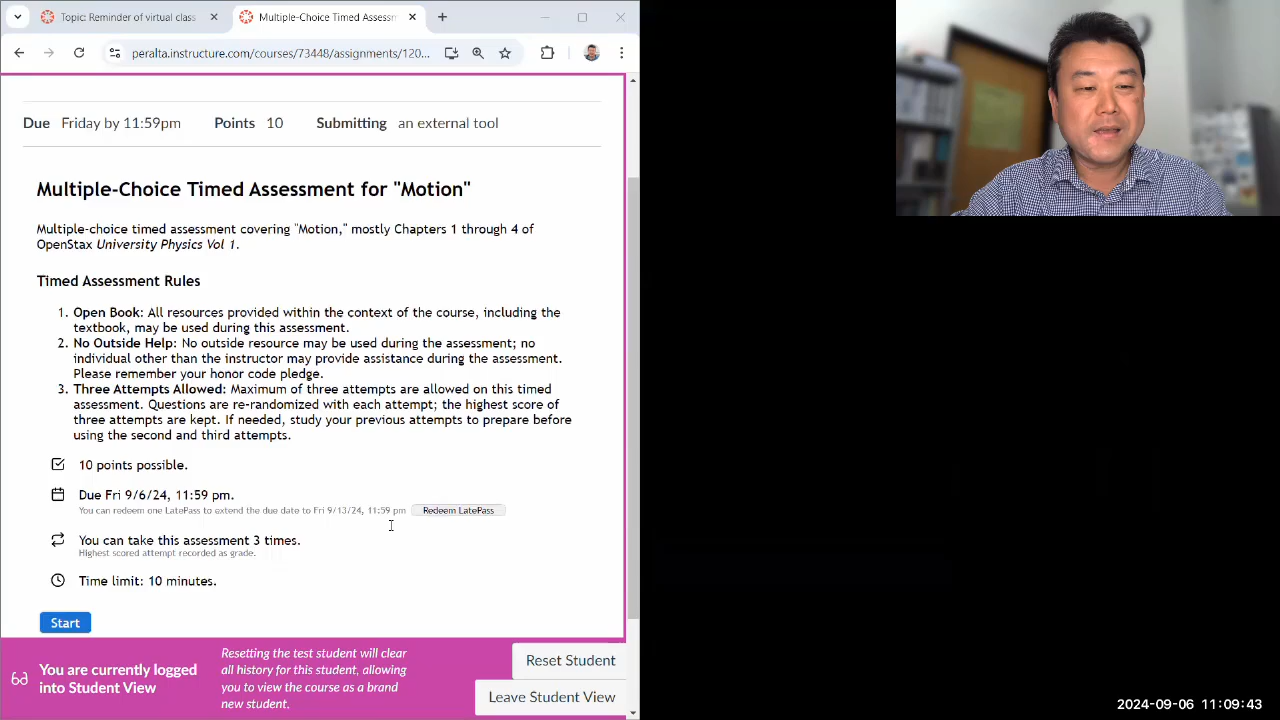 Topic: Reminder of virtual class
Multiple-Choice Timed Assessm
peralta.instructure.com/courses/73448/assignments/120...
Due Friday by 11:59pm Points 10 Submitting an external tool
Multiple-Choice Timed Assessment for "Motion"
Multiple-choice timed assessment covering "Motion," mostly Chapters 1 through 4 of
OpenStax University Physics Vol 1.
Timed Assessment Rules
1. Open Book: All resources provided within the context of the course, including the
textbook, may be used during this assessment.
2. No Outside Help: No outside resource may be used during the assessment; no
individual other than the instructor may provide assistance during the assessment.
Please remember your honor code pledge.
3. Three Attempts Allowed: Maximum of three attempts are allowed on this timed
assessment. Questions are re-randomized with each attempt; the highest score of
three attempts are kept. If needed, study your previous attempts to prepare before
using the second and third attempts.
10 points possible.
Due Fri 9/6/24, 11:59 pm.
You can redeem one LatePass to extend the due date to Fri 9/13/24, 11:59 pm Redeem LatePass
You can take this assessment 3 times.
Highest scored attempt recorded as grade.
Time limit: 10 minutes.
Start
You are currently logged
into Student View
Resetting the test student will clear
all history for this student, allowing
you to view the course as a brand
new student.
Reset Student
Leave Student View
2024-09-06 11:09:43